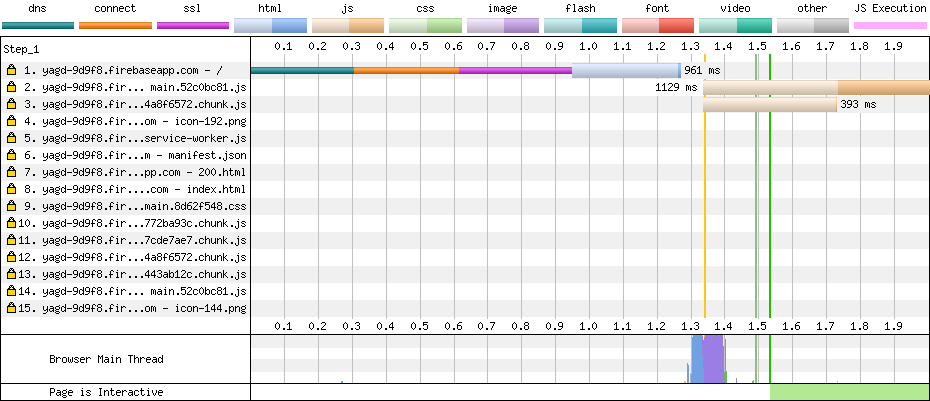 dns connect ssl html js css image flash font video other JS Execution
Step_1 0.1 0.2 0.3 0.4 0.5 0.6 0.7 0.8 0.9 1.0 1.1 1.2 1.3 1.4 1.5 1.6 1.7 1.8 1.9
1. yagd-9d9f8.firebaseapp.com - / 961 ms
2. yagd-9d9f8.fir... main.52c0bc81.js 1129 ms
3. yagd-9d9f8.fir...4a8f6572.chunk.js 393 ms
4. yagd-9d9f8.fir...om - icon-192.png
5. yagd-9d9f8.fir...service-worker.js
6. yagd-9d9f8.fir...m - manifest.json
7. yagd-9d9f8.fir...pp.com - 200.html
8. yagd-9d9f8.fir....com - index.html
9. yagd-9d9f8.fir...main.8d62f548.css
10. yagd-9d9f8.fir...772ba93c.chunk.js
11. yagd-9d9f8.fir...7cde7ae7.chunk.js
12. yagd-9d9f8.fir...4a8f6572.chunk.js
13. yagd-9d9f8.fir...443ab12c.chunk.js
14. yagd-9d9f8.fir... main.52c0bc81.js
15. yagd-9d9f8.fir...om - icon-144.png
0.1 0.2 0.3 0.4 0.5 0.6 0.7 0.8 0.9 1.0 1.1 1.2 1.3 1.4 1.5 1.6 1.7 1.8 1.9
Browser Main Thread
Page is Interactive